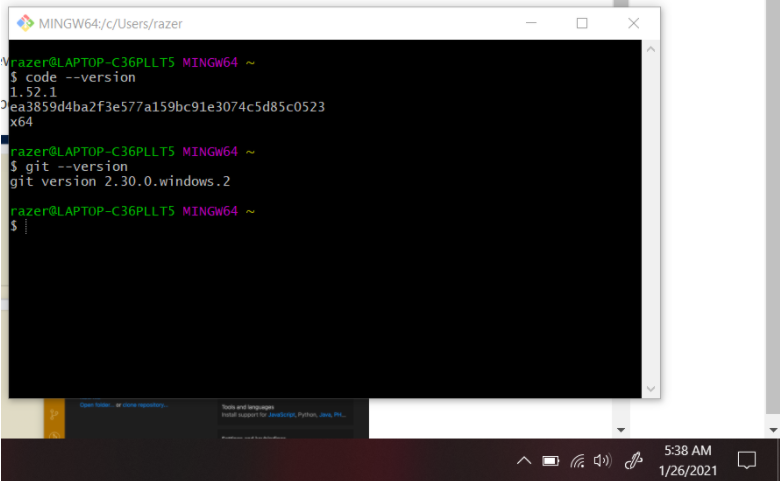 MINGW64:/c/Users/razer
razer@LAPTOP-C36PLLT5 MINGW64 ~
$ code --version
1.52.1
ea3859d4ba2f3e577a159bc91e3074c5d85c0523
x64
razer@LAPTOP-C36PLLT5 MINGW64 ~
$ git --version
git version 2.30.0.windows.2
razer@LAPTOP-C36PLLT5 MINGW64 ~
$
Open folder... or clone repository...
Tools and languages
Install support for JavaScript, Python, Java, PH...
5:38 AM
1/26/2021